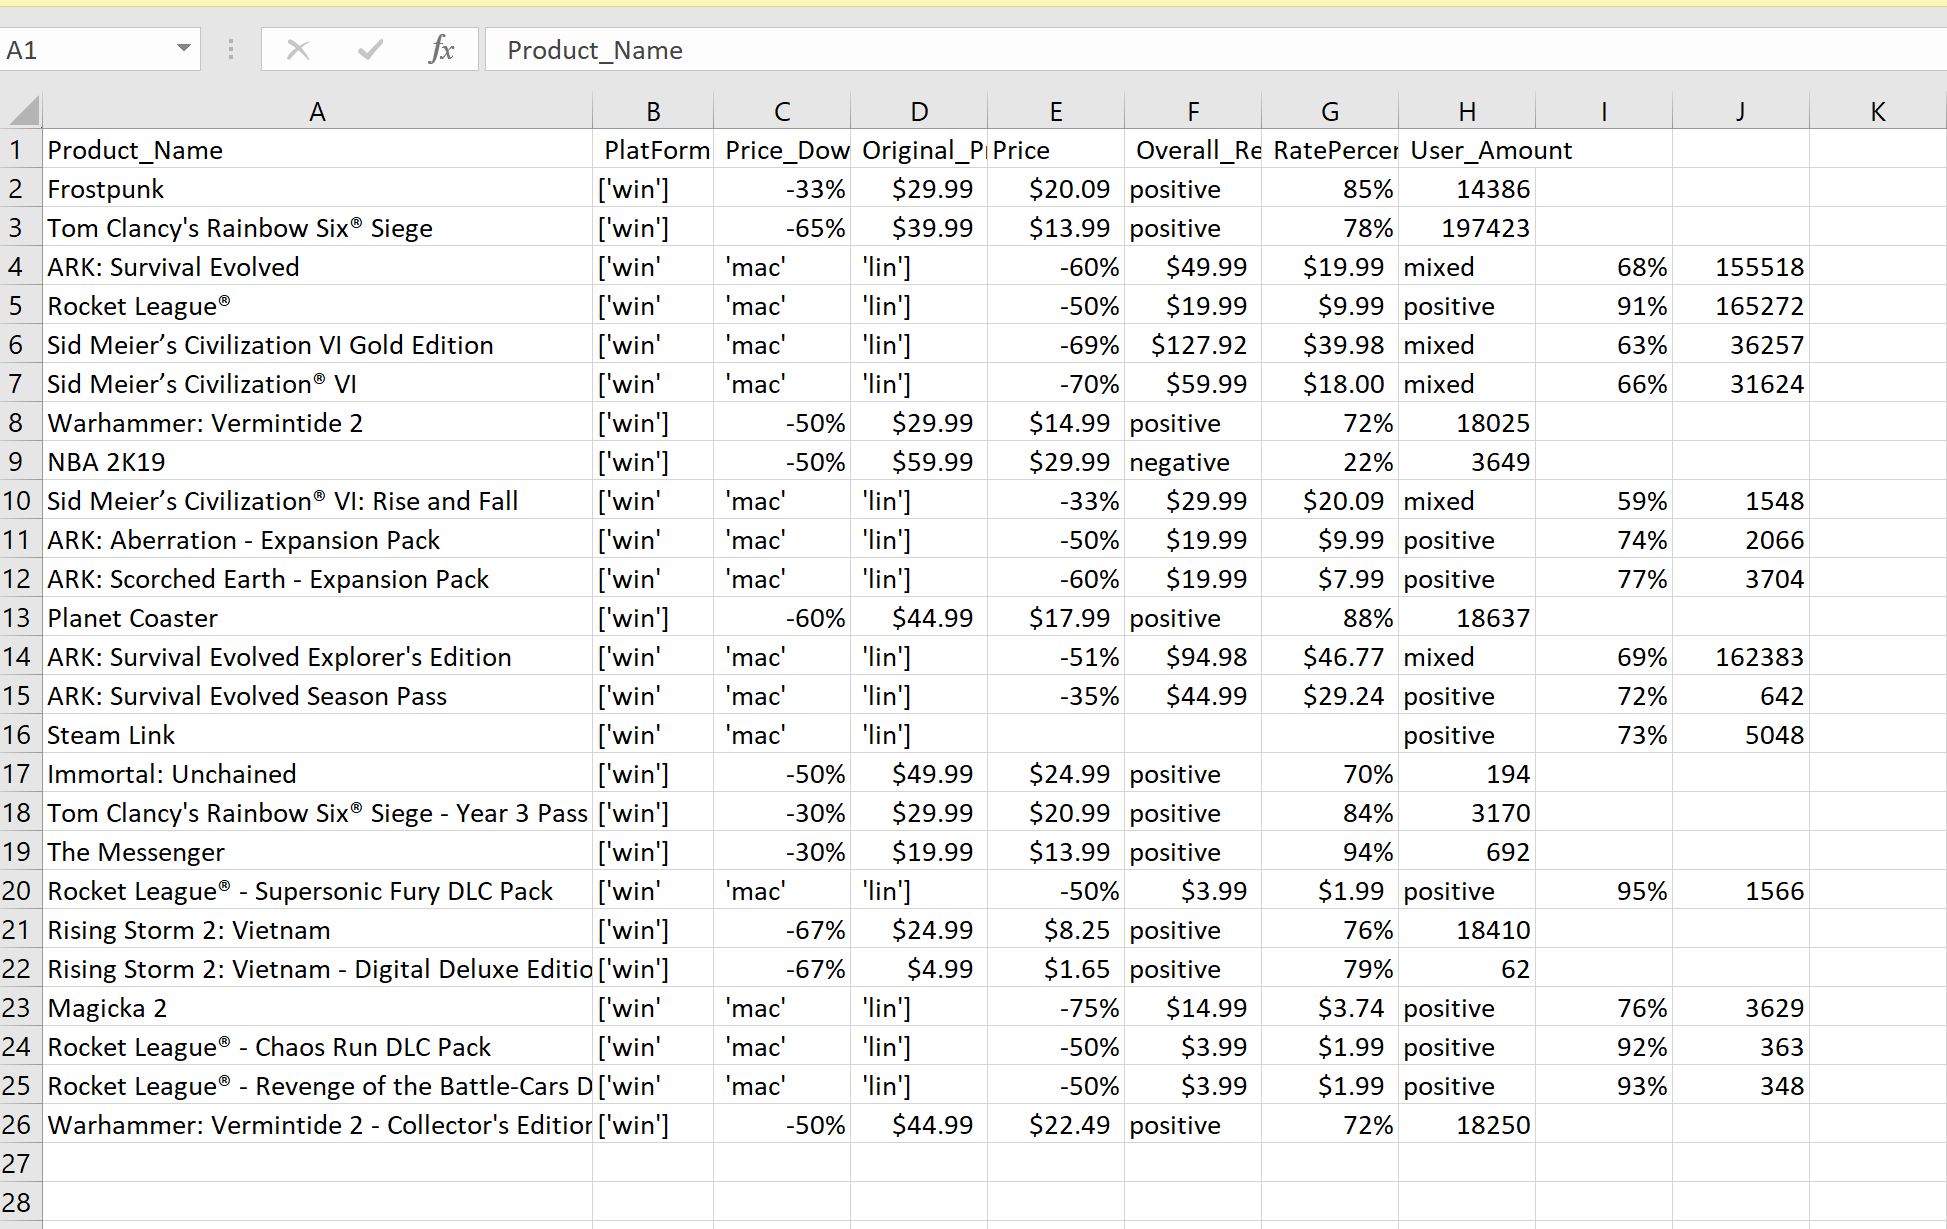 A1 fx Product_Name
A B C D E F G H I J K
1 Product_Name PlatForm Price_Dow Original_Pr Price Overall_Re RatePercer User_Amount
2 Frostpunk ['win'] -33% $29.99 $20.09 positive 85% 14386
3 Tom Clancy's Rainbow Six® Siege ['win'] -65% $39.99 $13.99 positive 78% 197423
4 ARK: Survival Evolved ['win' 'mac' 'lin'] -60% $49.99 $19.99 mixed 68% 155518
5 Rocket League® ['win' 'mac' 'lin'] -50% $19.99 $9.99 positive 91% 165272
6 Sid Meier’s Civilization VI Gold Edition ['win' 'mac' 'lin'] -69% $127.92 $39.98 mixed 63% 36257
7 Sid Meier’s Civilization® VI ['win' 'mac' 'lin'] -70% $59.99 $18.00 mixed 66% 31624
8 Warhammer: Vermintide 2 ['win'] -50% $29.99 $14.99 positive 72% 18025
9 NBA 2K19 ['win'] -50% $59.99 $29.99 negative 22% 3649
10 Sid Meier’s Civilization® VI: Rise and Fall ['win' 'mac' 'lin'] -33% $29.99 $20.09 mixed 59% 1548
11 ARK: Aberration - Expansion Pack ['win' 'mac' 'lin'] -50% $19.99 $9.99 positive 74% 2066
12 ARK: Scorched Earth - Expansion Pack ['win' 'mac' 'lin'] -60% $19.99 $7.99 positive 77% 3704
13 Planet Coaster ['win'] -60% $44.99 $17.99 positive 88% 18637
14 ARK: Survival Evolved Explorer's Edition ['win' 'mac' 'lin'] -51% $94.98 $46.77 mixed 69% 162383
15 ARK: Survival Evolved Season Pass ['win' 'mac' 'lin'] -35% $44.99 $29.24 positive 72% 642
16 Steam Link ['win' 'mac' 'lin'] positive 73% 5048
17 Immortal: Unchained ['win'] -50% $49.99 $24.99 positive 70% 194
18 Tom Clancy's Rainbow Six® Siege - Year 3 Pass ['win'] -30% $29.99 $20.99 positive 84% 3170
19 The Messenger ['win'] -30% $19.99 $13.99 positive 94% 692
20 Rocket League® - Supersonic Fury DLC Pack ['win' 'mac' 'lin'] -50% $3.99 $1.99 positive 95% 1566
21 Rising Storm 2: Vietnam ['win'] -67% $24.99 $8.25 positive 76% 18410
22 Rising Storm 2: Vietnam - Digital Deluxe Editio ['win'] -67% $4.99 $1.65 positive 79% 62
23 Magicka 2 ['win' 'mac' 'lin'] -75% $14.99 $3.74 positive 76% 3629
24 Rocket League® - Chaos Run DLC Pack ['win' 'mac' 'lin'] -50% $3.99 $1.99 positive 92% 363
25 Rocket League® - Revenge of the Battle-Cars D ['win' 'mac' 'lin'] -50% $3.99 $1.99 positive 93% 348
26 Warhammer: Vermintide 2 - Collector's Edition ['win'] -50% $44.99 $22.49 positive 72% 18250
27
28